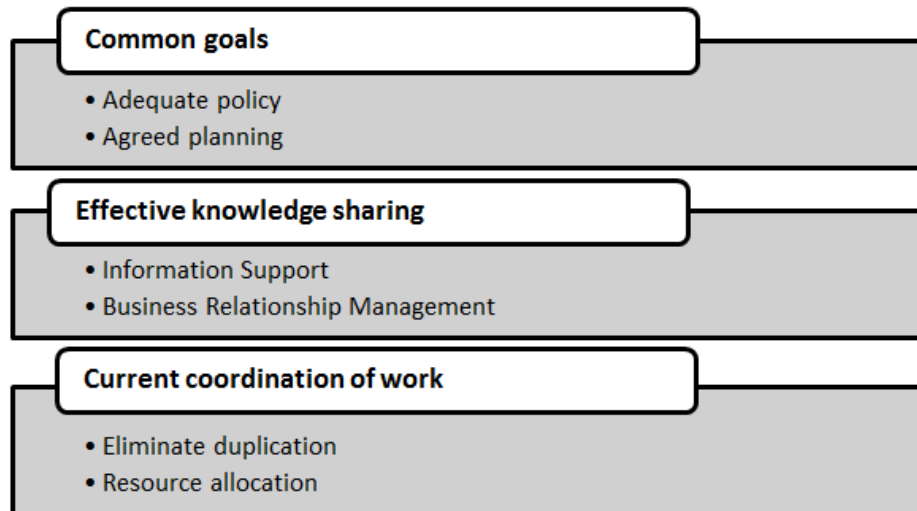 Common goals
• Adequate policy
• Agreed planning
Effective knowledge sharing
• Information Support
• Business Relationship Management
Current coordination of work
• Eliminate duplication
• Resource allocation